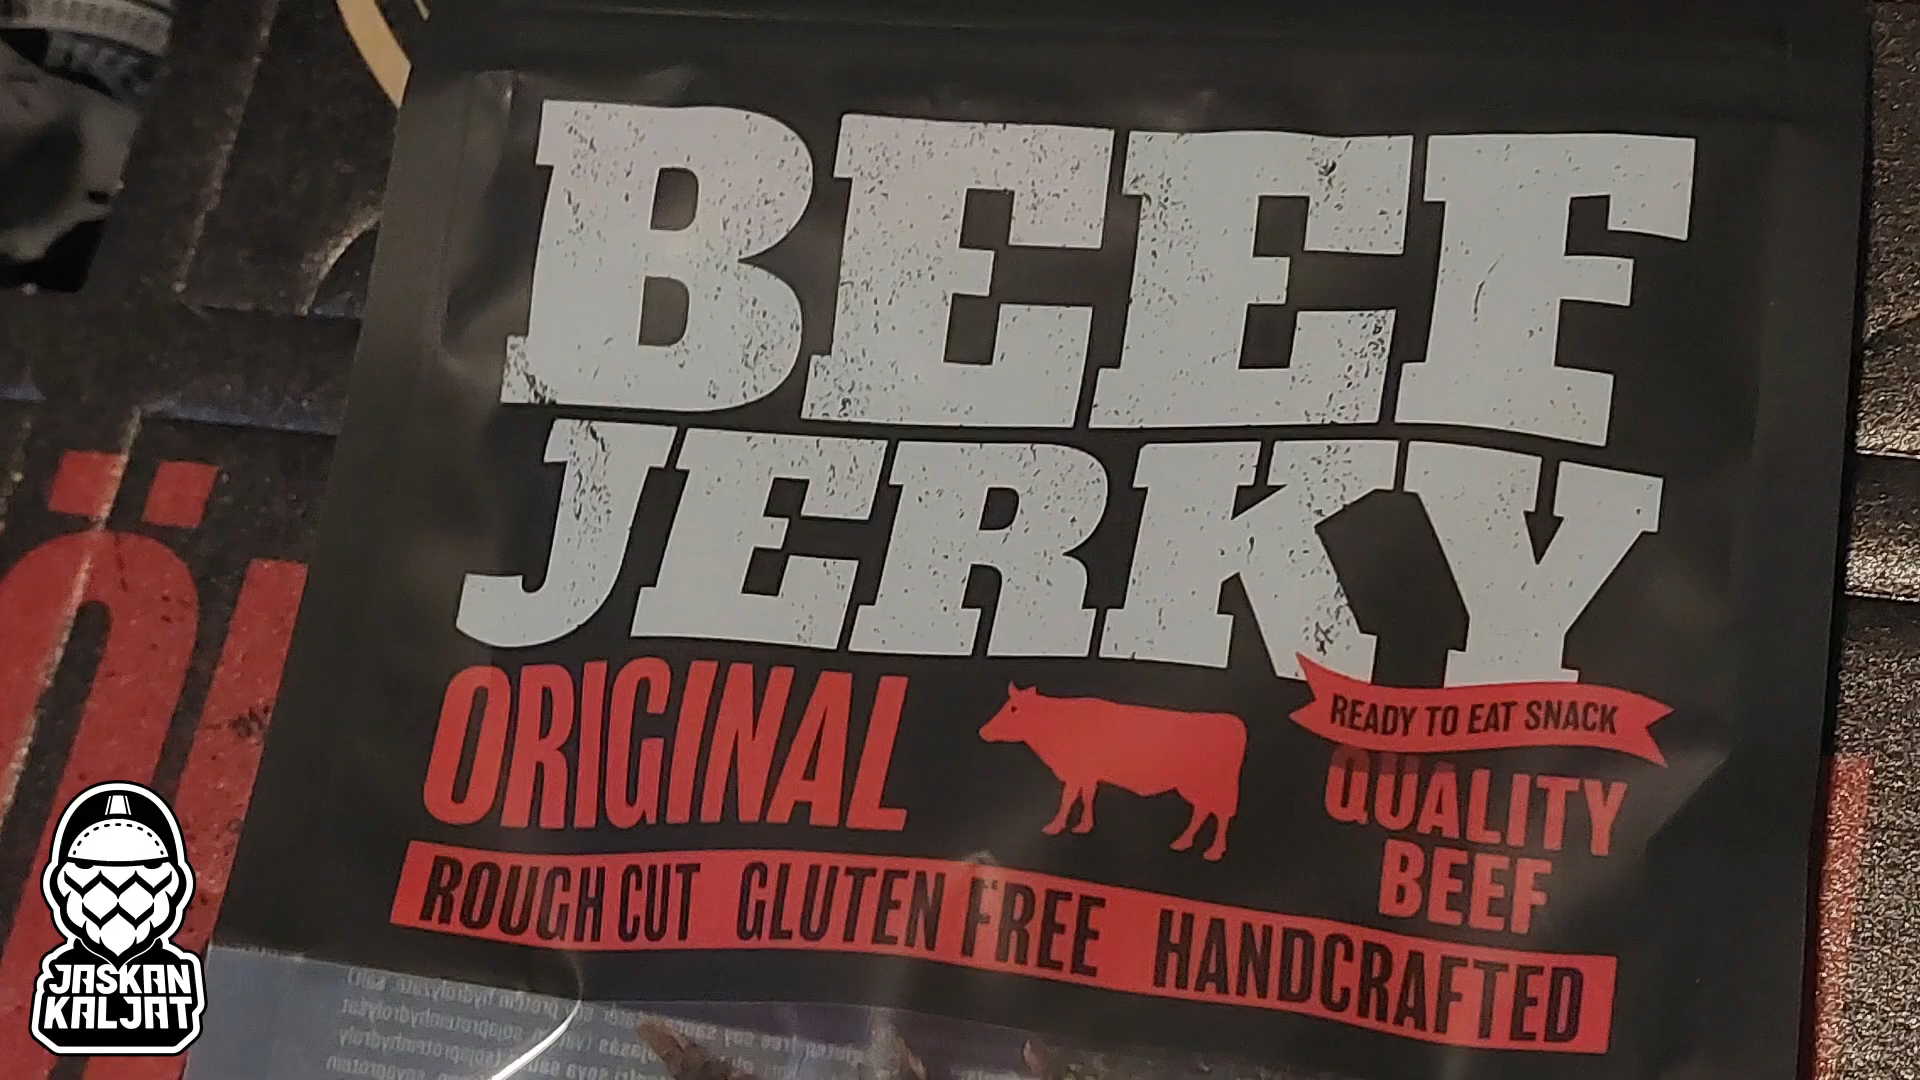 BEEF
JERKY
READY TO EAT SNACK
ORIGINAL
QUALITY
BEEF
ROUGH CUT GLUTEN FREE HANDCRAFTED
JASKAN
KALJAT